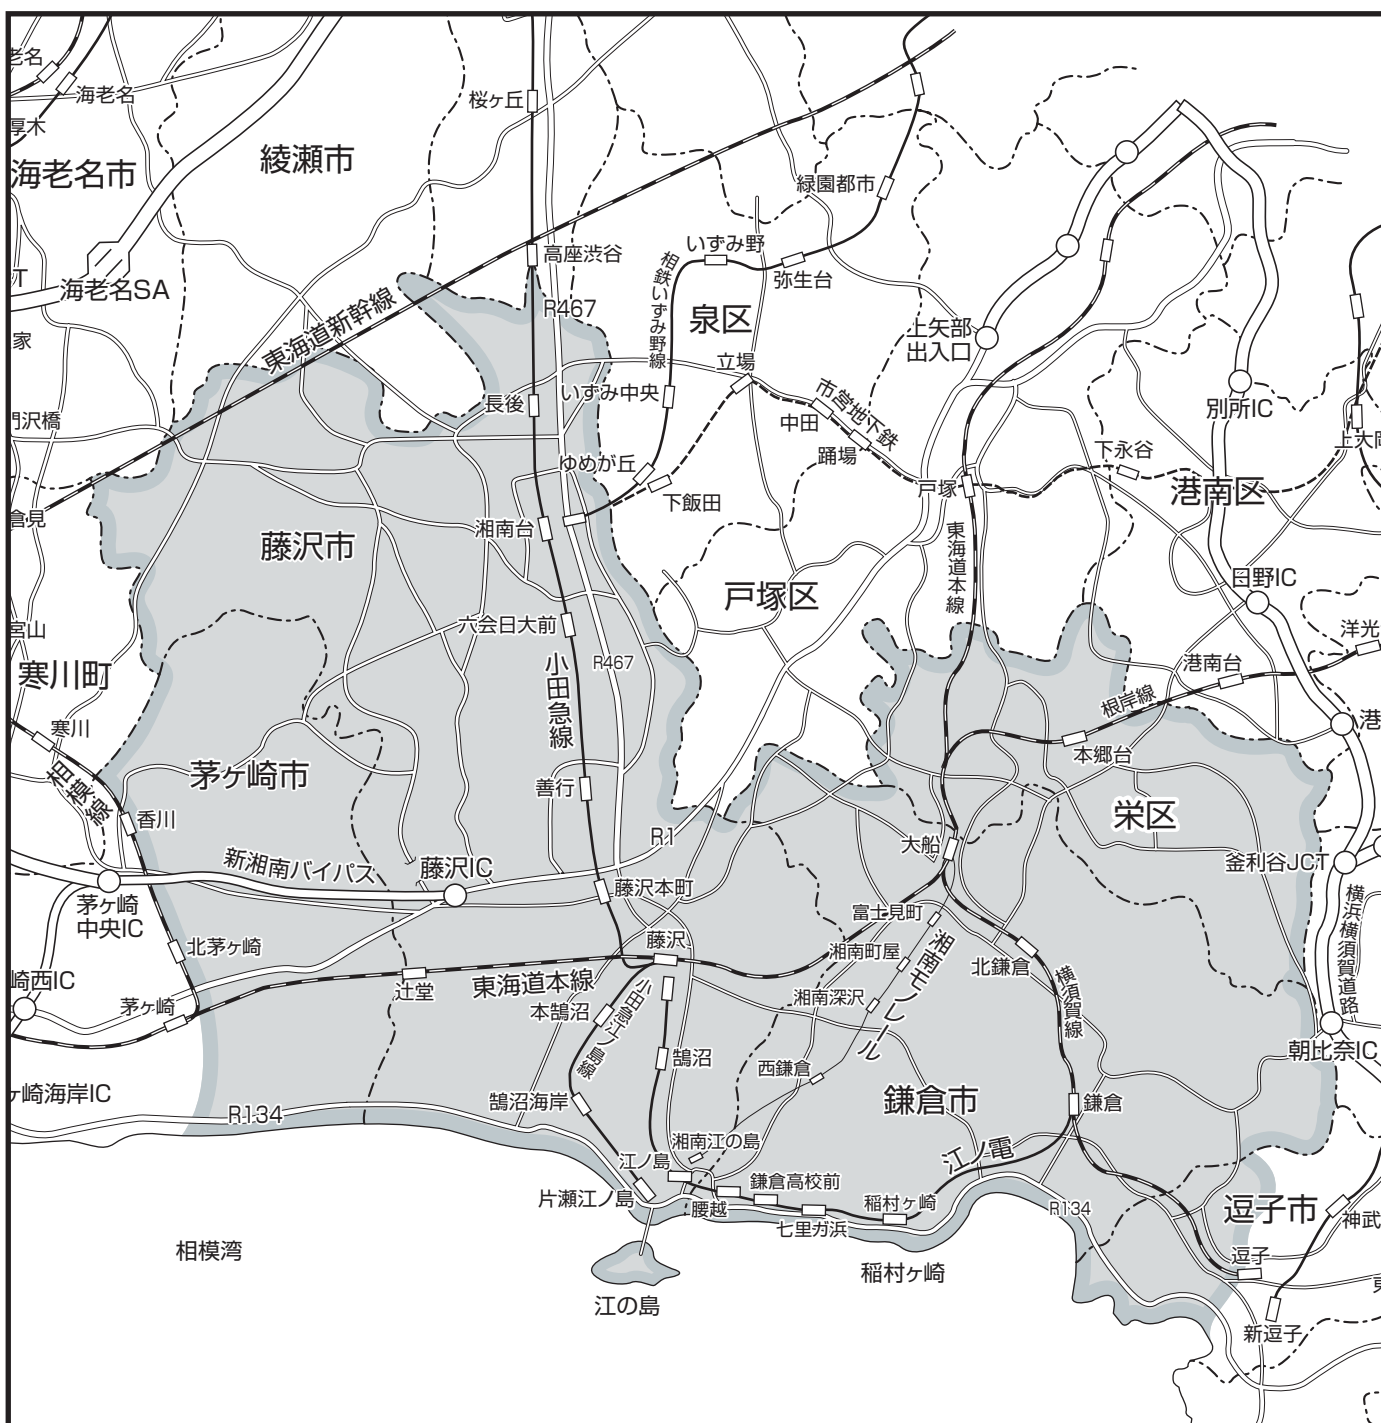 老名
海老名
厚木
海老名市
綾瀬市
桜ヶ丘
緑園都市
高座渋谷
いずみ野
弥生台
海老名SA
相鉄いずみ野線
R467
泉区
東海道新幹線
上矢部
出入口
家
立場
市営地下鉄
長後
いずみ中央
中田
踊場
別所IC
門沢橋
上大岡
下永谷
ゆめが丘
下飯田
戸塚
港南区
倉見
湘南台
藤沢市
東海道本線
日野IC
戸塚区
宮山
六会日大前
洋光
寒川町
小田急線
R467
港南台
根岸線
寒川
港
本郷台
相模線
茅ヶ崎市
善行
香川
栄区
R1
大船
新湘南バイパス
藤沢IC
釜利谷JCT
藤沢本町
茅ヶ崎
中央IC
富士見町
横浜横須賀道路
北茅ヶ崎
藤沢
湘南町屋
湘南モノレール
北鎌倉
崎西IC
辻堂
東海道本線
横須賀線
茅ヶ崎
本鵠沼
小田急江ノ島線
湘南深沢
鵠沼
西鎌倉
朝比奈IC
ヶ崎海岸IC
R134
鵠沼海岸
鎌倉市
鎌倉
湘南江の島
江ノ島
江ノ電
片瀬江ノ島
鎌倉高校前
腰越
七里ガ浜
稲村ヶ崎
R134
逗子市
神武
相模湾
逗子
稲村ヶ崎
江の島
新逗子